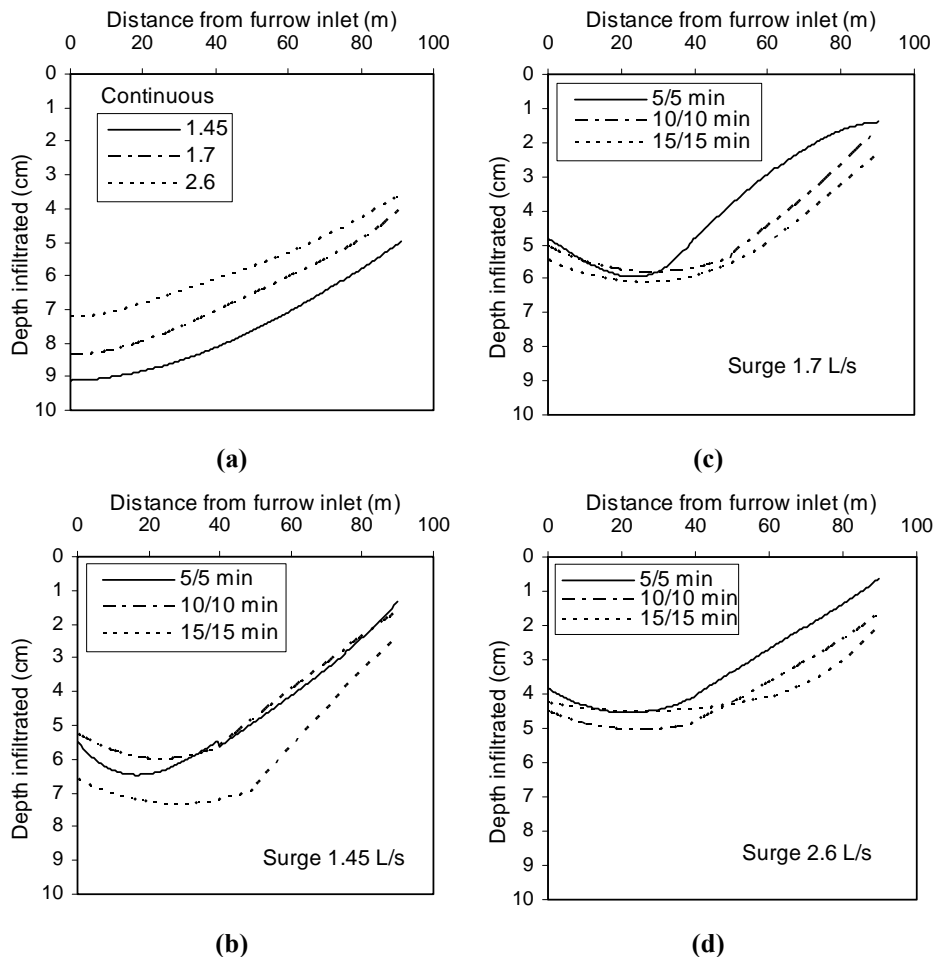 Distance from furrow inlet (m)
0 20 40 60 80 100
0
1
2
3
4
5
6
7
8
9
10
Depth infiltrated (cm)
Continuous
1.45
1.7
2.6
(a)
Distance from furrow inlet (m)
0 20 40 60 80 100
0
1
2
3
4
5
6
7
8
9
10
Depth infiltrated (cm)
5/5 min
10/10 min
15/15 min
Surge 1.7 L/s
(c)
Distance from furrow inlet (m)
0 20 40 60 80 100
0
1
2
3
4
5
6
7
8
9
10
Depth infiltrated (cm)
5/5 min
10/10 min
15/15 min
Surge 1.45 L/s
(b)
Distance from furrow inlet (m)
0 20 40 60 80 100
0
1
2
3
4
5
6
7
8
9
10
Depth infiltrated (cm)
5/5 min
10/10 min
15/15 min
Surge 2.6 L/s
(d)